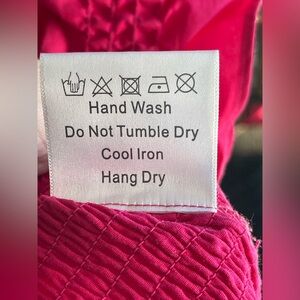 Hand Wash
Do Not Tumble Dry
Cool Iron
Hang Dry